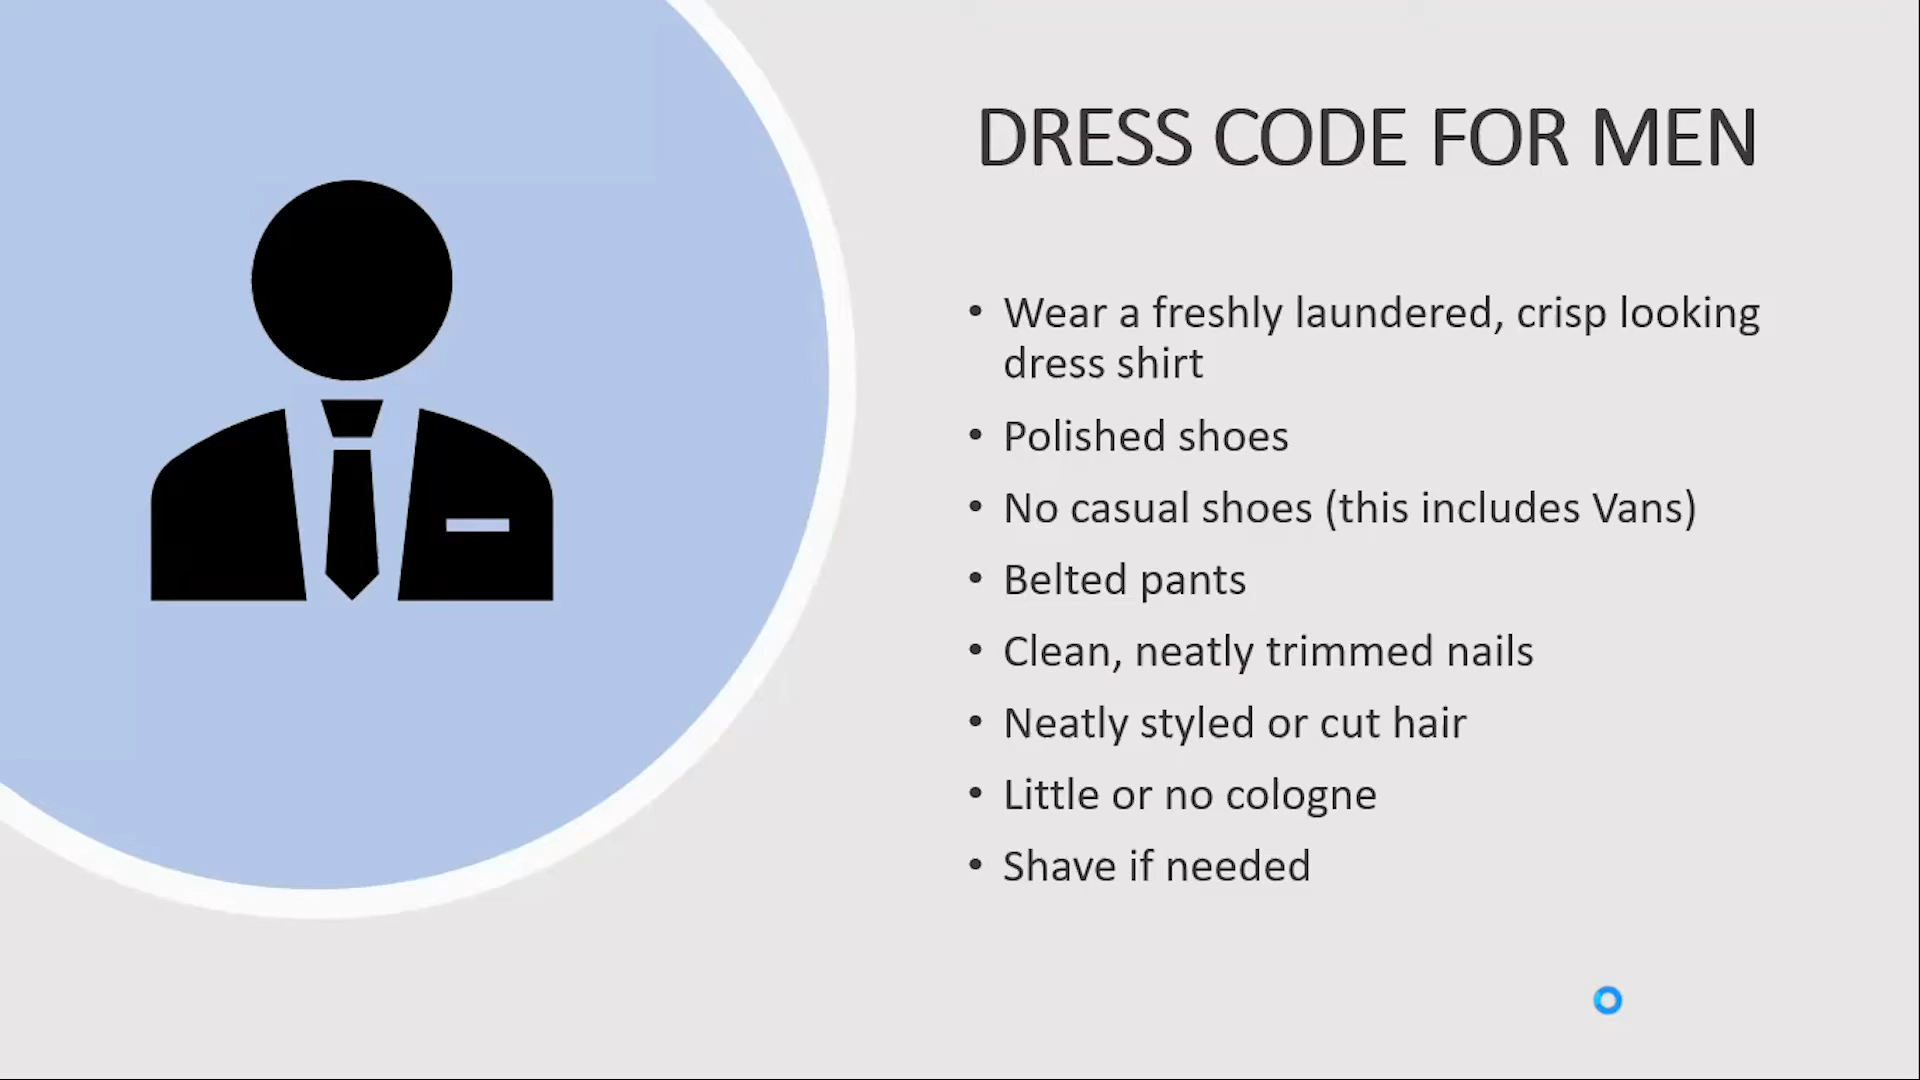 DRESS CODE FOR MEN
• Wear a freshly laundered, crisp looking
dress shirt
• Polished shoes
• No casual shoes (this includes Vans)
• Belted pants
• Clean, neatly trimmed nails
• Neatly styled or cut hair
• Little or no cologne
• Shave if needed